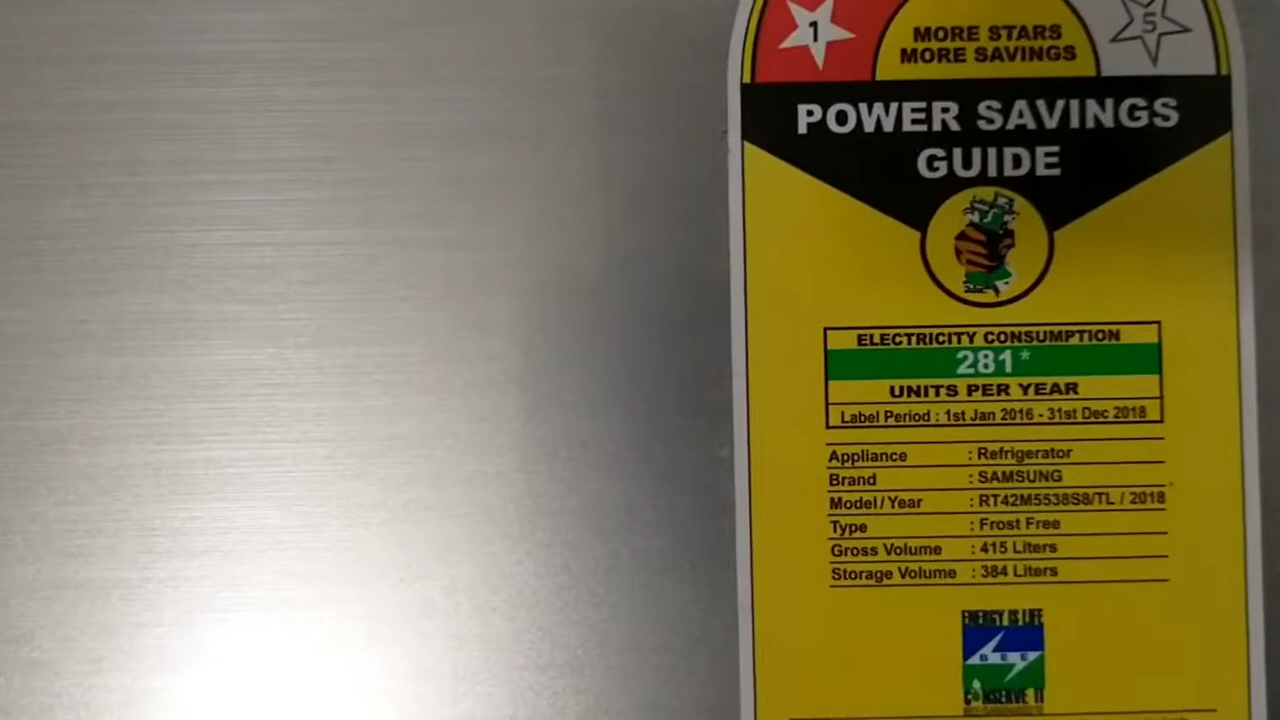 1
5
MORE STARS
MORE SAVINGS
POWER SAVINGS
GUIDE
ELECTRICITY CONSUMPTION
281*
UNITS PER YEAR
Label Period : 1st Jan 2016 - 31st Dec 2018
Appliance : Refrigerator
Brand : SAMSUNG
Model/Year : RT42M5538S8/TL / 2018
Type : Frost Free
Gross Volume : 415 Liters
Storage Volume : 384 Liters
ENERGY IS LIFE
BEE
CONSERVE IT